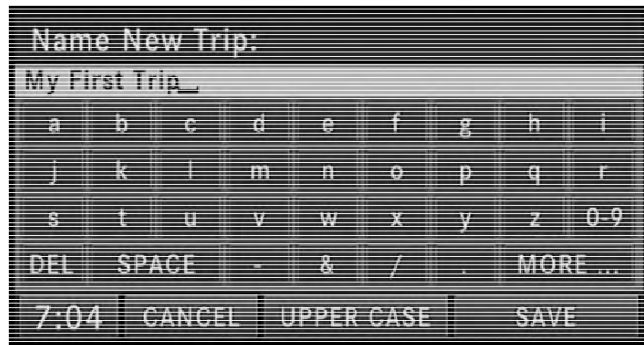 Name New Trip:
My First Trip_
a b c d e f g h i
j k l m n o p q r
s t u v w x y z 0-9
DEL SPACE - & / . MORE ...
7:04 CANCEL UPPER CASE SAVE